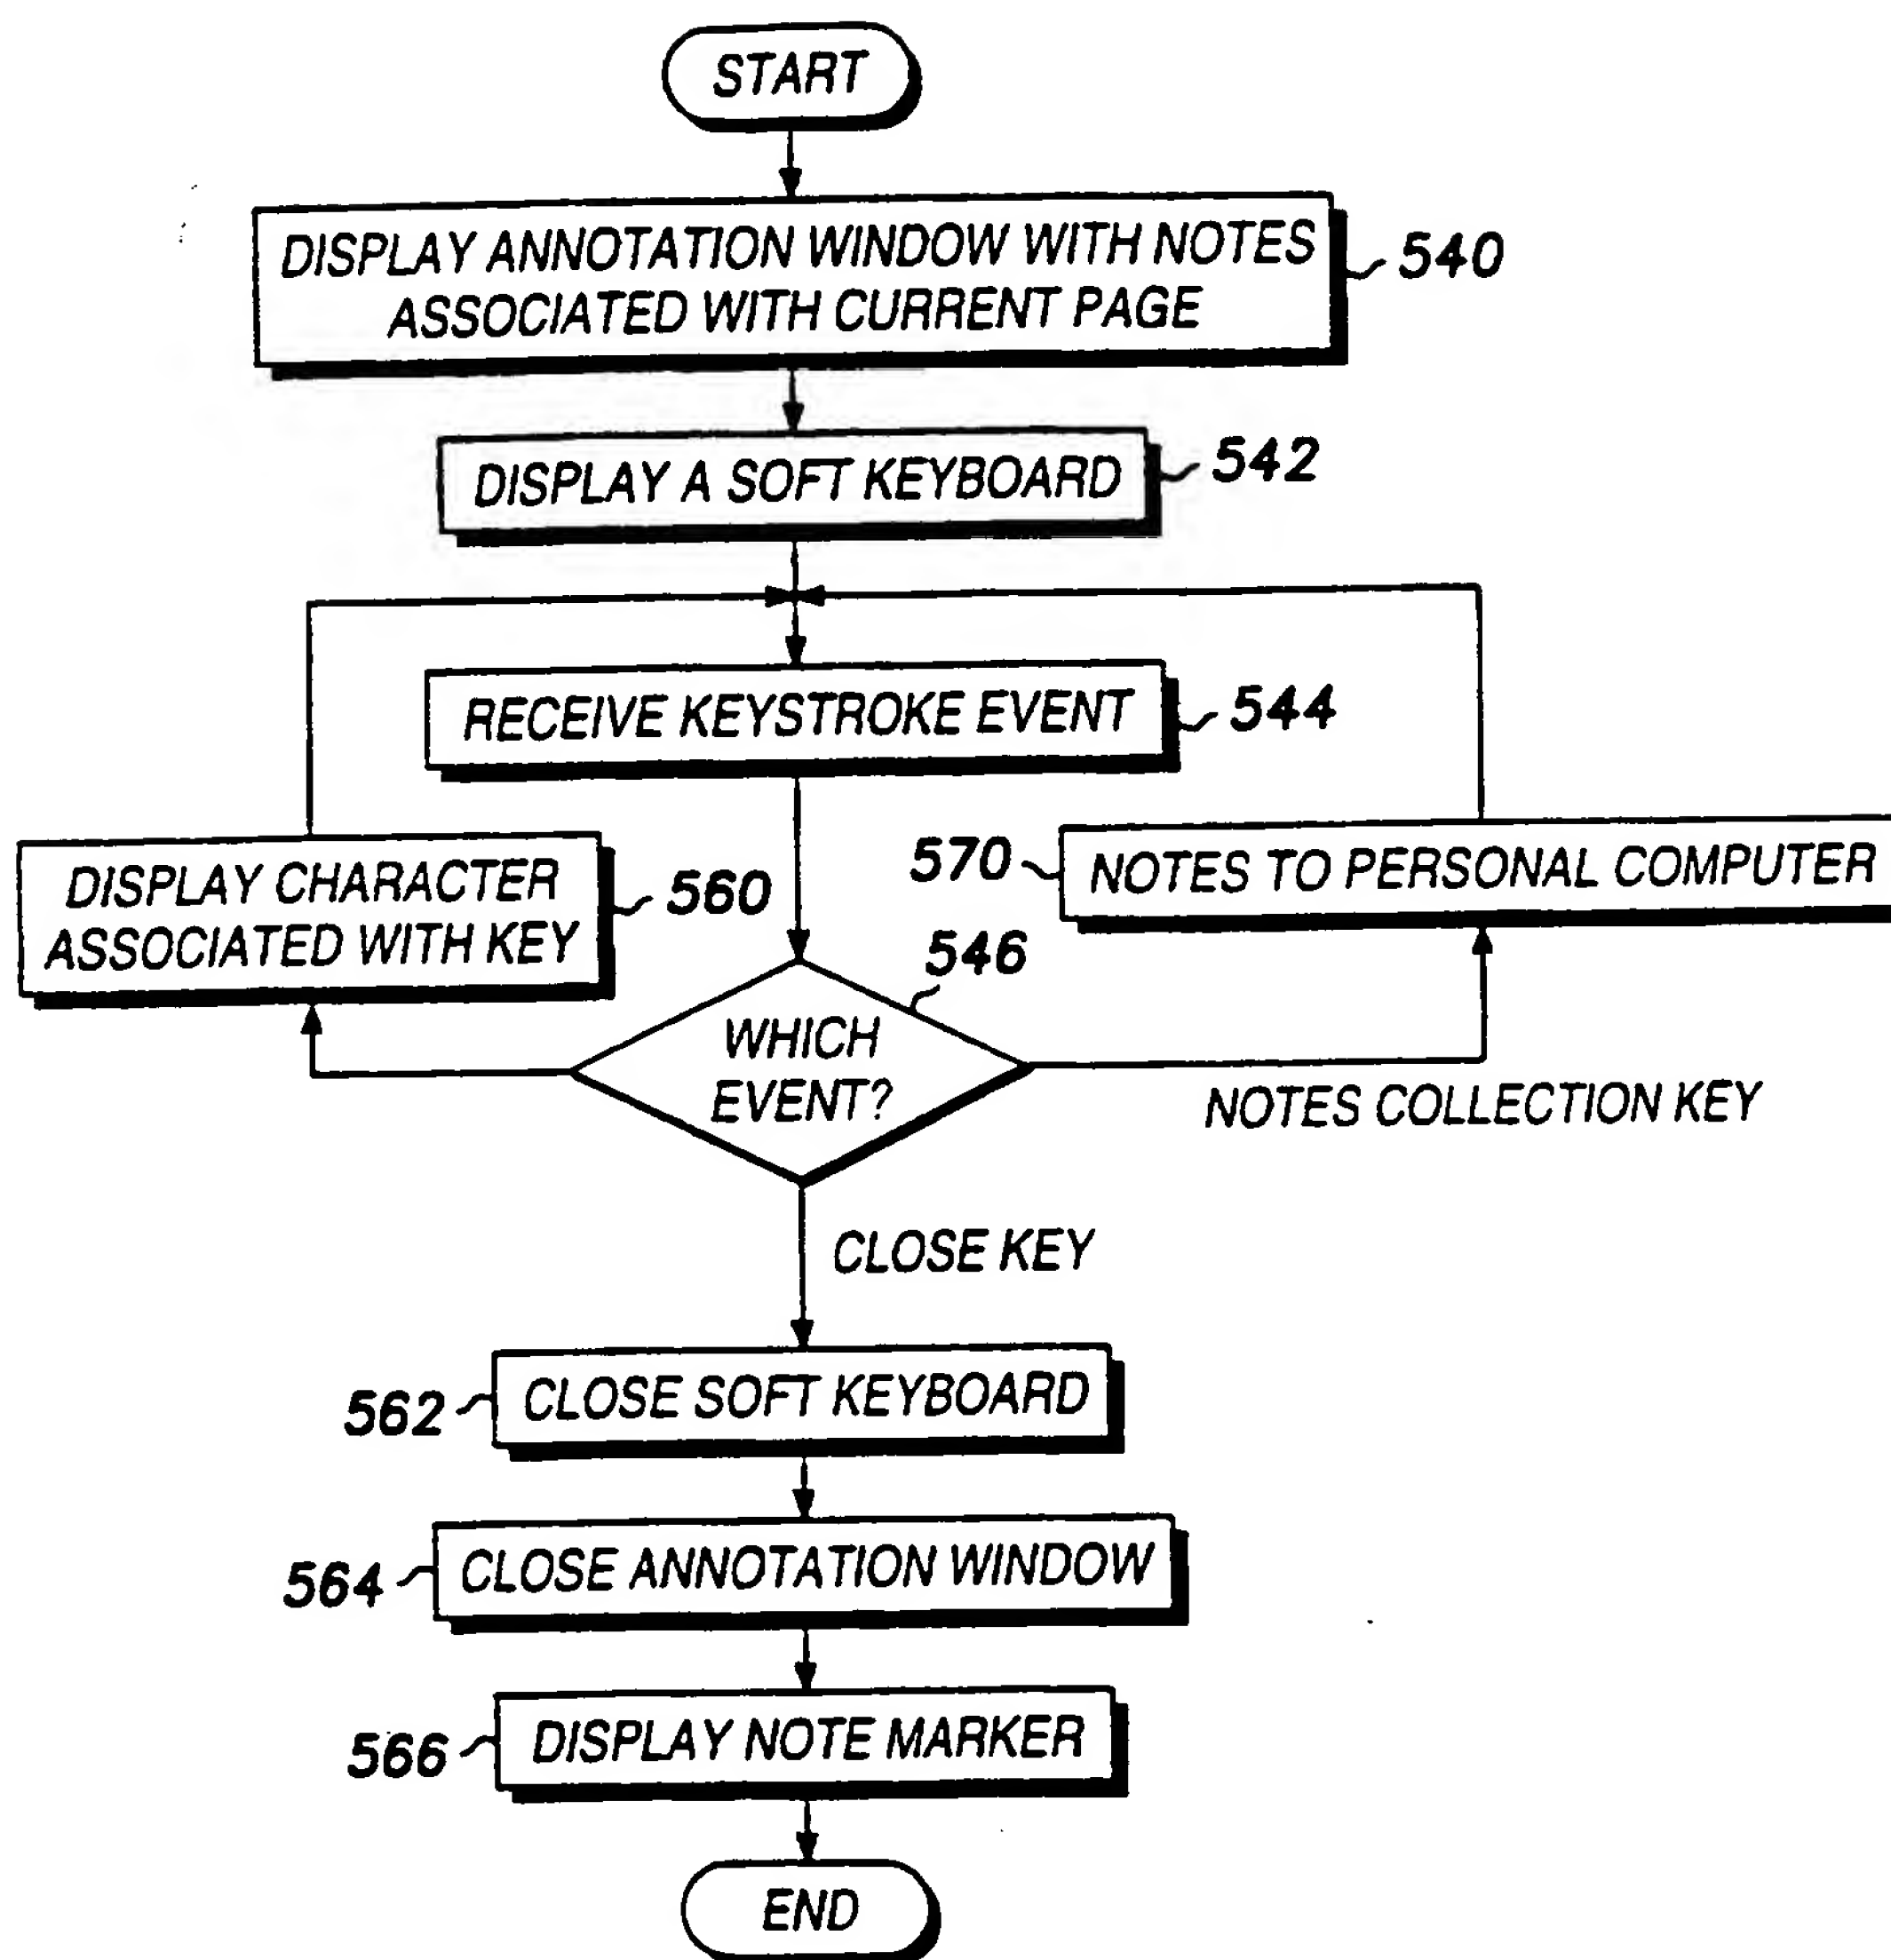 START
DISPLAY ANNOTATION WINDOW WITH NOTES
ASSOCIATED WITH CURRENT PAGE
540
DISPLAY A SOFT KEYBOARD
542
RECEIVE KEYSTROKE EVENT
544
DISPLAY CHARACTER
ASSOCIATED WITH KEY
560
570
NOTES TO PERSONAL COMPUTER
546
WHICH
EVENT?
NOTES COLLECTION KEY
CLOSE KEY
562
CLOSE SOFT KEYBOARD
564
CLOSE ANNOTATION WINDOW
566
DISPLAY NOTE MARKER
END